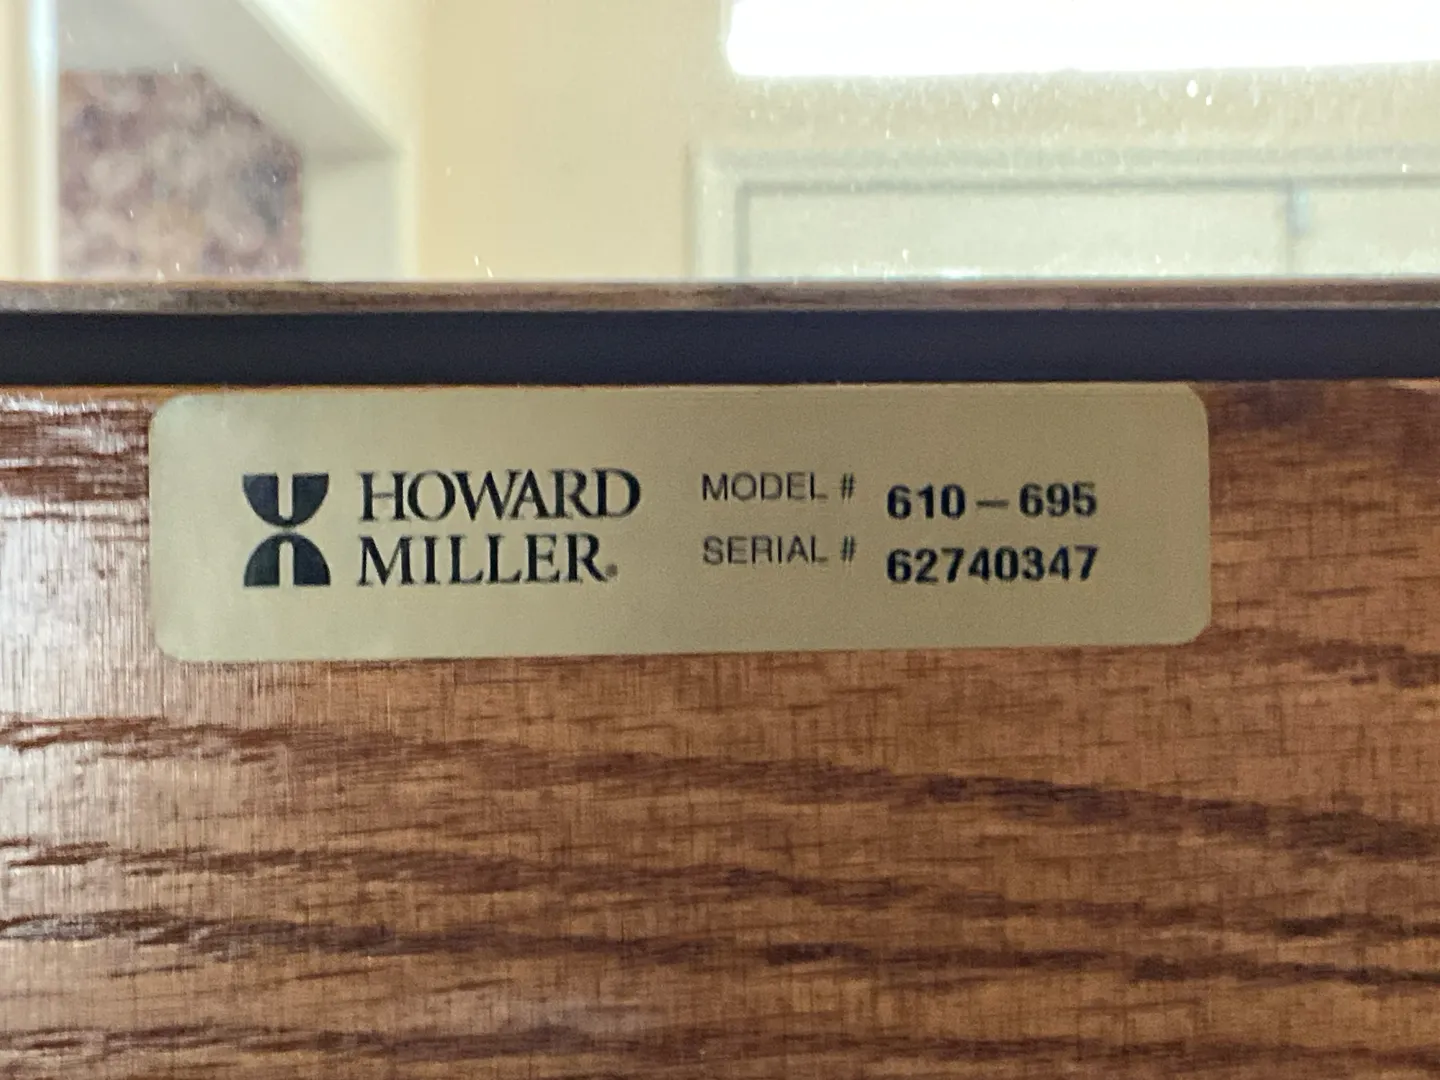 HOWARD
MILLER®
MODEL # 610-695
SERIAL # 62740347